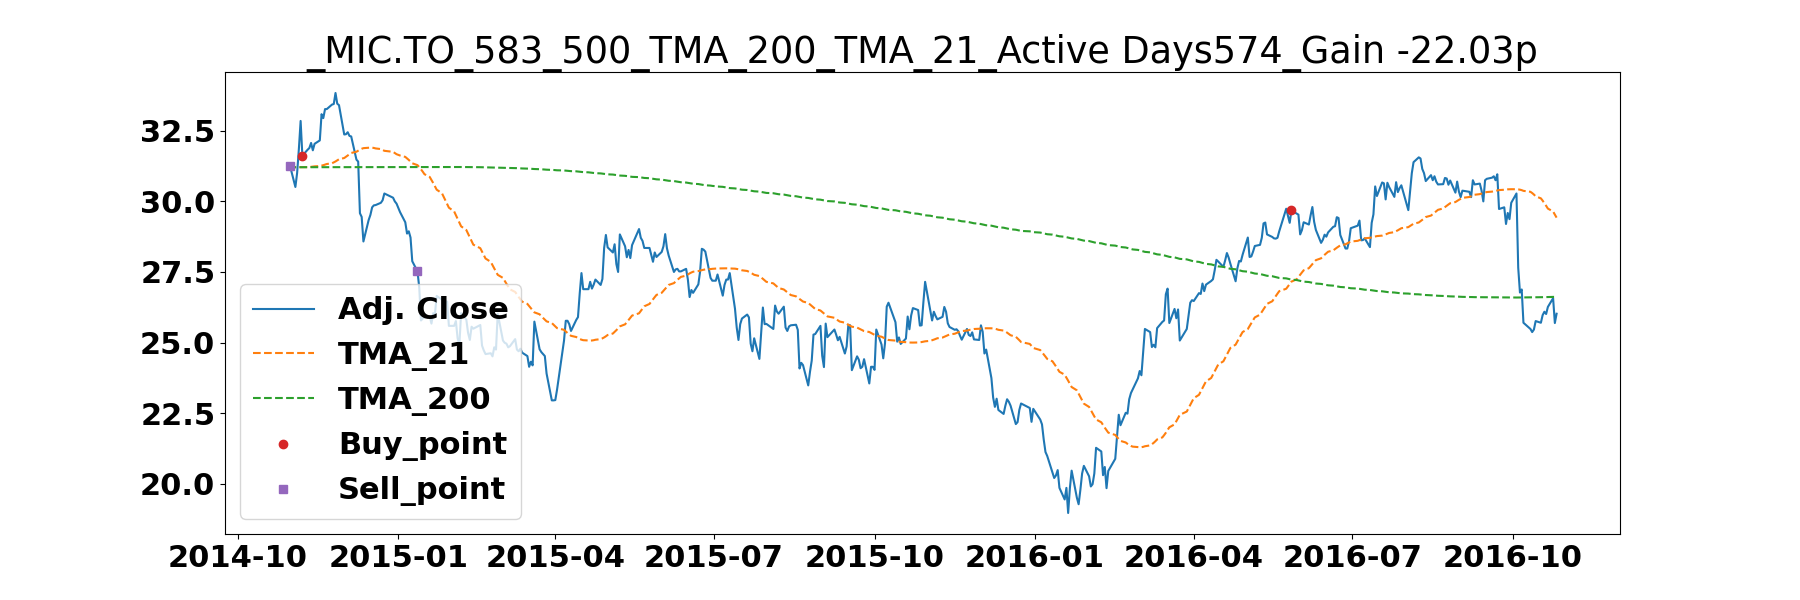 _MIC.TO_583_500_TMA_200_TMA_21_Active Days574_Gain -22.03p
32.5
30.0
27.5
25.0
22.5
20.0
Adj. Close
TMA_21
TMA_200
Buy_point
Sell_point
2014-10 2015-01 2015-04 2015-07 2015-10 2016-01 2016-04 2016-07 2016-10